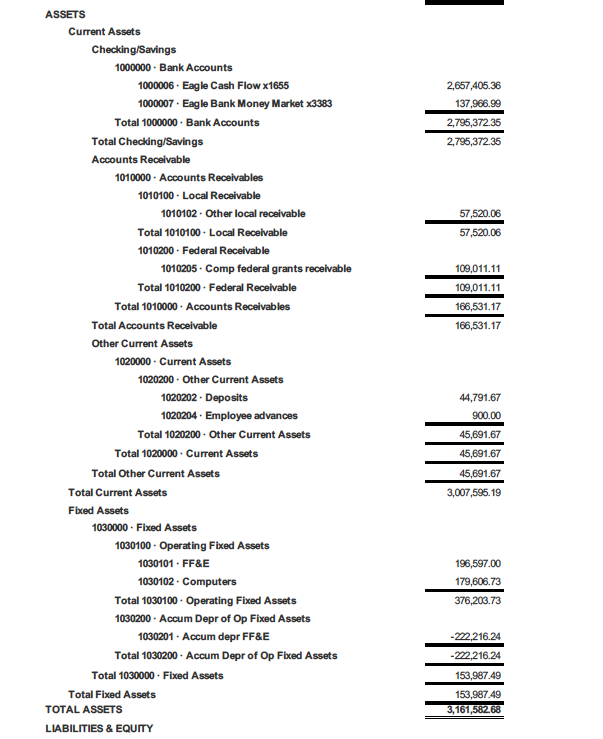 ASSETS
Current Assets
Checking/Savings
1000000 · Bank Accounts
1000006 · Eagle Cash Flow x1655 2,657,405.36
1000007 · Eagle Bank Money Market x3383 137,966.99
Total 1000000 · Bank Accounts 2,795,372.35
Total Checking/Savings 2,795,372.35
Accounts Receivable
1010000 · Accounts Receivables
1010100 · Local Receivable
1010102 · Other local receivable 57,520.06
Total 1010100 · Local Receivable 57,520.06
1010200 · Federal Receivable
1010205 · Comp federal grants receivable 109,011.11
Total 1010200 · Federal Receivable 109,011.11
Total 1010000 · Accounts Receivables 166,531.17
Total Accounts Receivable 166,531.17
Other Current Assets
1020000 · Current Assets
1020200 · Other Current Assets
1020202 · Deposits 44,791.67
1020204 · Employee advances 900.00
Total 1020200 · Other Current Assets 45,691.67
Total 1020000 · Current Assets 45,691.67
Total Other Current Assets 45,691.67
Total Current Assets 3,007,595.19
Fixed Assets
1030000 · Fixed Assets
1030100 · Operating Fixed Assets
1030101 · FF&E 196,597.00
1030102 · Computers 179,606.73
Total 1030100 · Operating Fixed Assets 376,203.73
1030200 · Accum Depr of Op Fixed Assets
1030201 · Accum depr FF&E -222,216.24
Total 1030200 · Accum Depr of Op Fixed Assets -222,216.24
Total 1030000 · Fixed Assets 153,987.49
Total Fixed Assets 153,987.49
TOTAL ASSETS 3,161,582.68
LIABILITIES & EQUITY